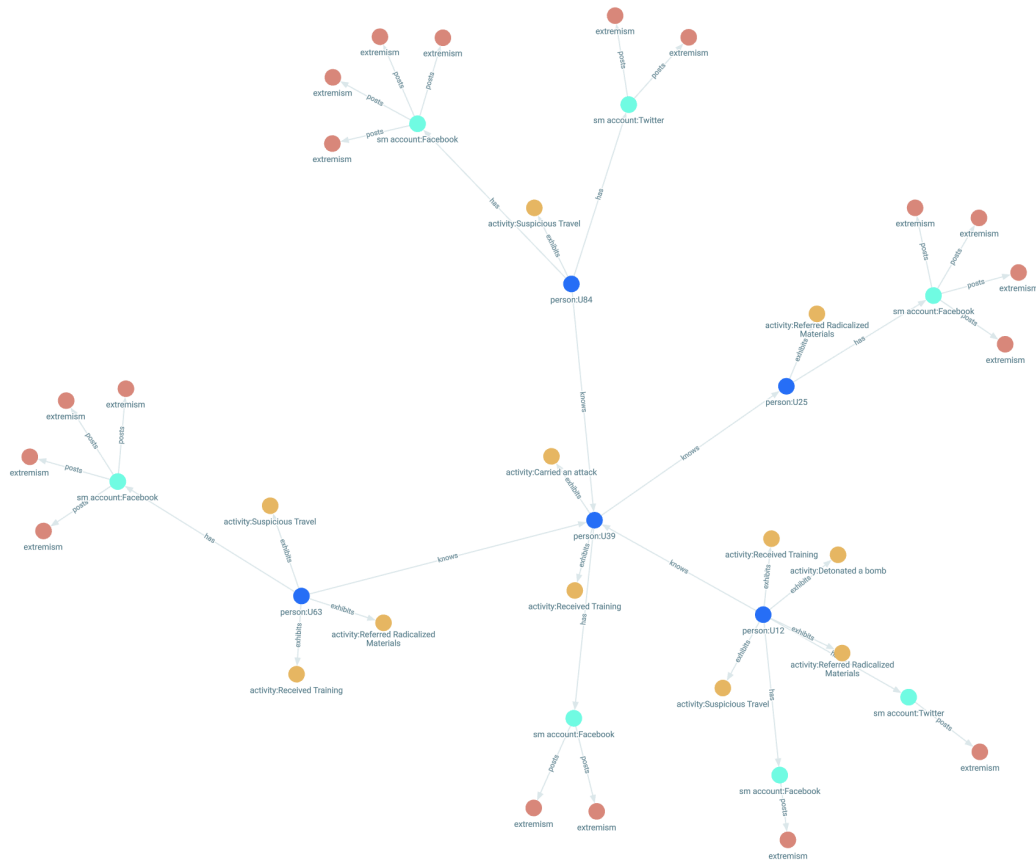 extremism
extremism
extremism
extremism
extremism
extremism
posts
posts
posts
posts
posts
posts
extremism
extremism
sm account:Facebook
sm account:Twitter
has
has
activity:Suspicious Travel
exhibits
person:U84
extremism
extremism
posts
posts
extremism
posts
posts
sm account:Facebook
extremism
activity:Referred Radicalized
Materials
exhibits
has
person:U25
knows
knows
extremism
extremism
posts
posts
extremism
posts
sm account:Facebook
posts
extremism
has
activity:Carried an attack
exhibits
person:U39
activity:Suspicious Travel
exhibits
knows
person:U63
exhibits
exhibits
activity:Referred Radicalized
Materials
activity:Received Training
exhibits
activity:Received Training
has
knows
activity:Received Training
exhibits
activity:Detonated a bomb
exhibits
person:U12
exhibits
activity:Referred Radicalized
Materials
exhibits
activity:Suspicious Travel
has
sm account:Twitter
posts
extremism
sm account:Facebook
posts
posts
extremism
extremism
sm account:Facebook
posts
extremism